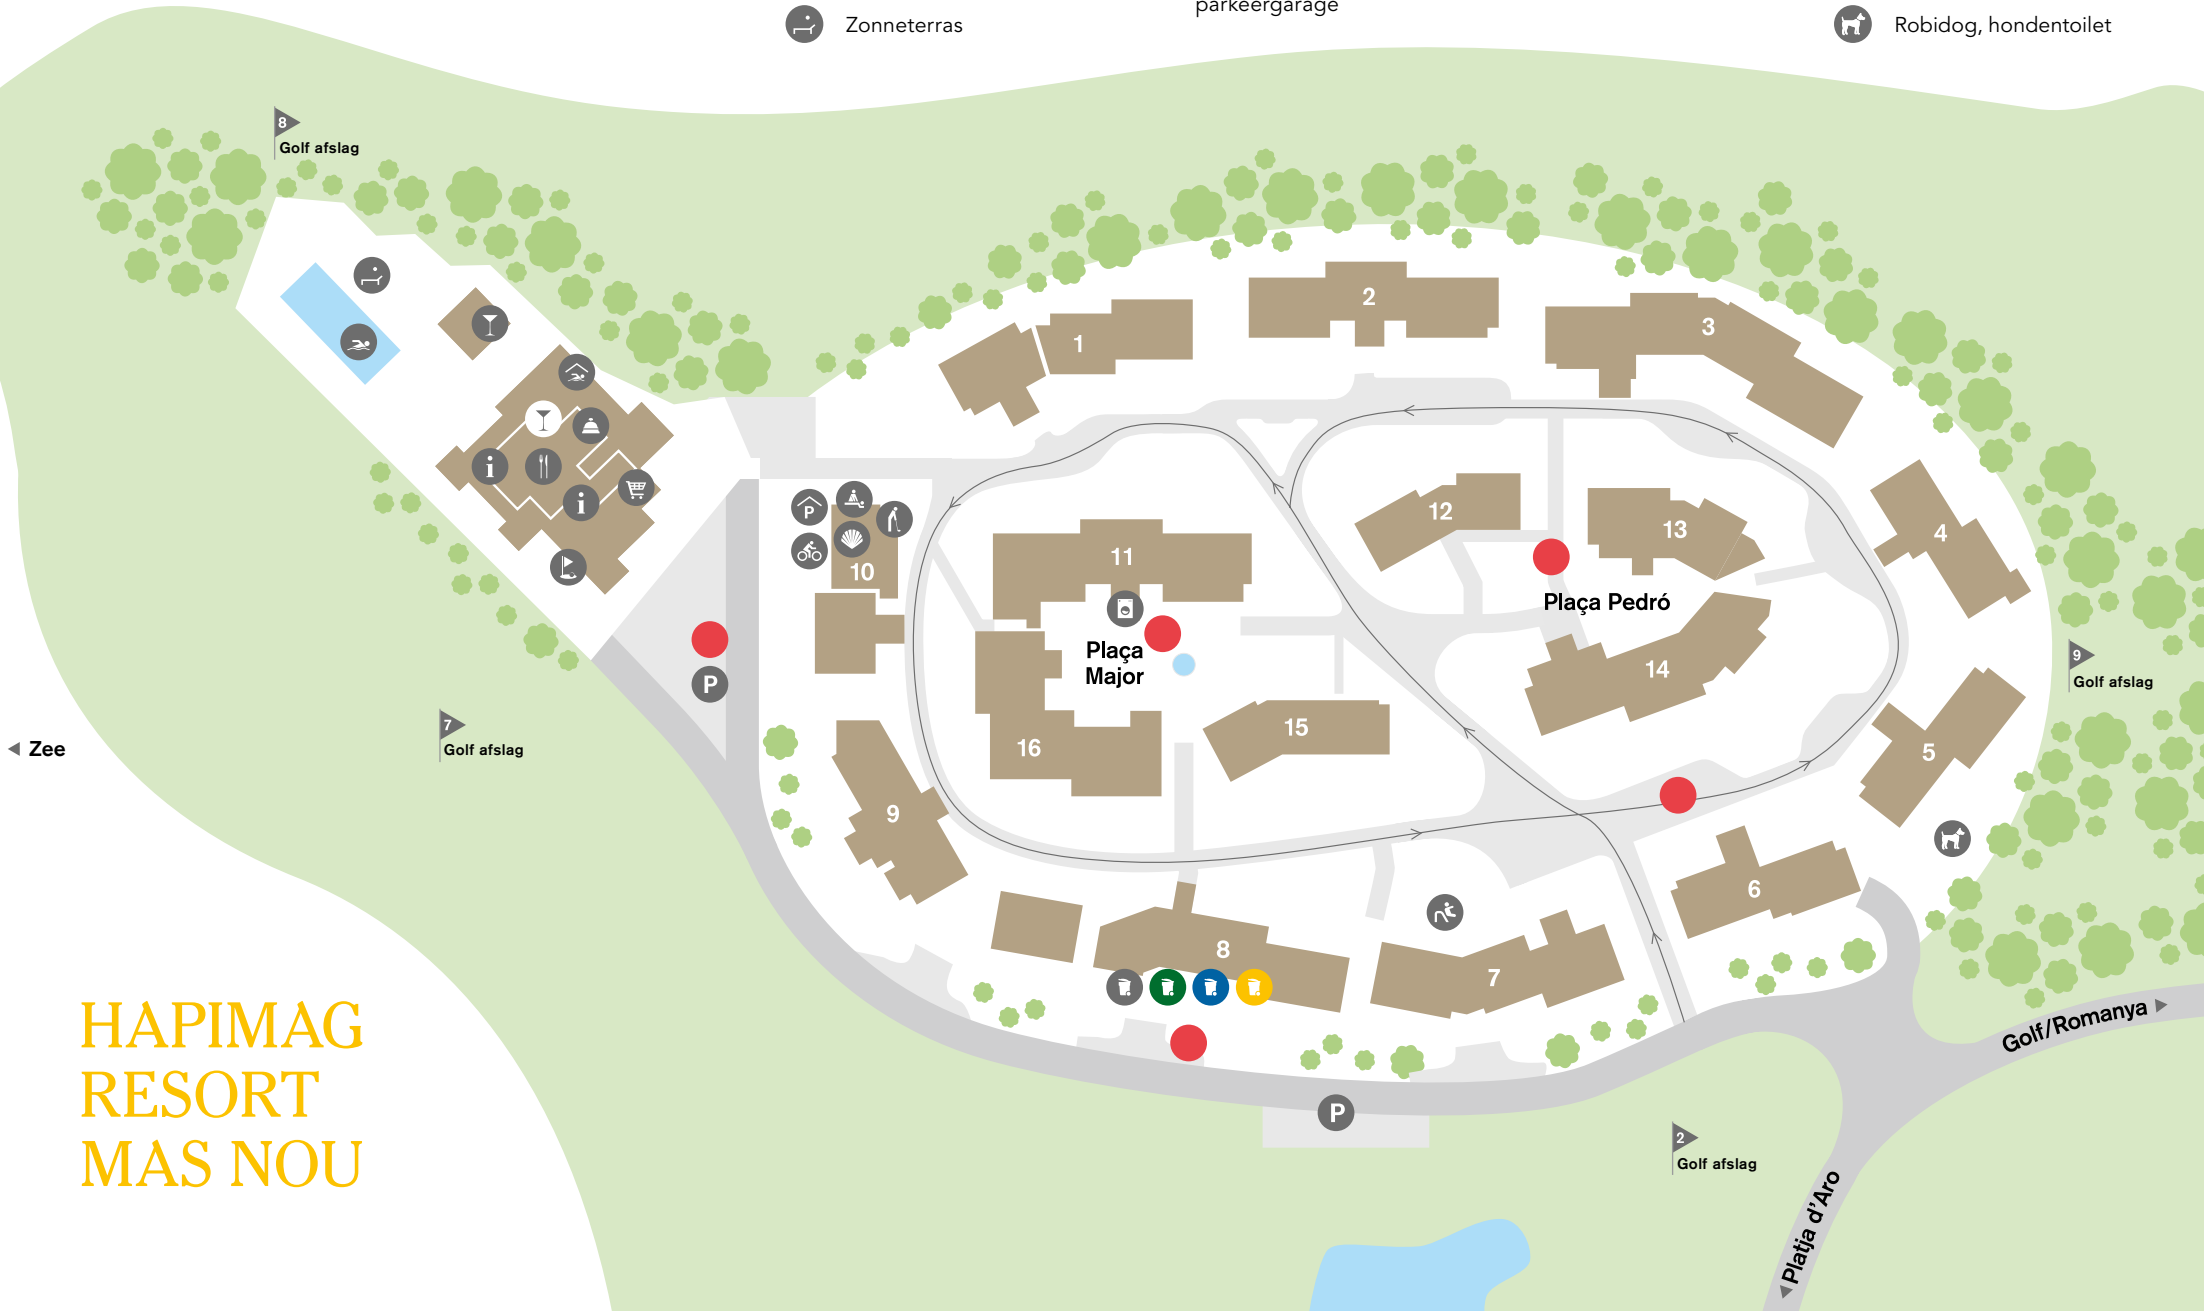 parkeergarage
Zonneterras
Robidog, hondentoilet
8
Golf afslag
2
1
3
12
13
4
11
P
10
i
i
Plaça Pedró
Plaça
Major
14
9
Golf afslag
P
7
Golf afslag
Zee
15
16
5
9
6
8
7
HAPIMAG
RESORT
MAS NOU
Golf/Romanya
P
2
Golf afslag
Platja d'Aro